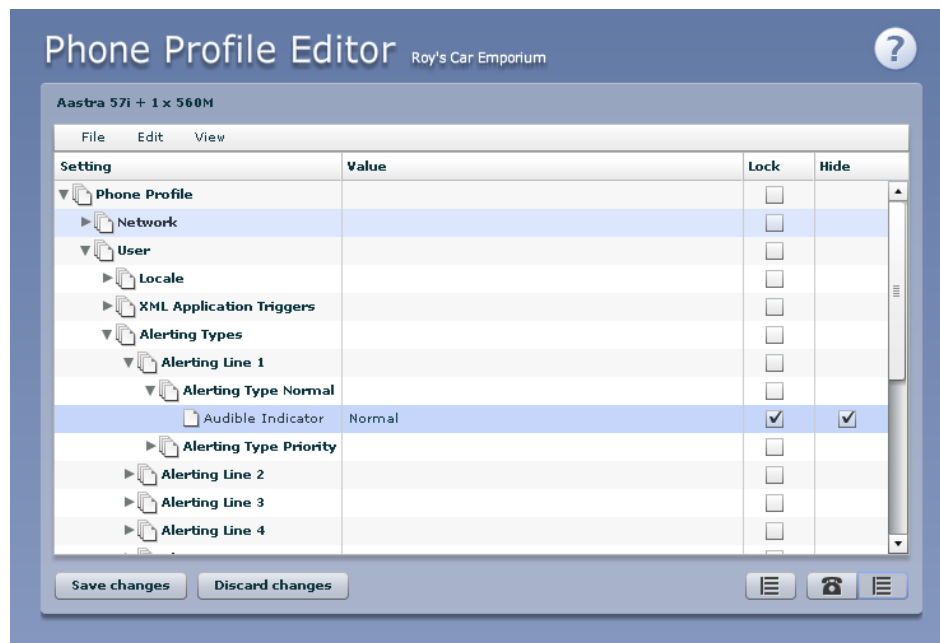 Phone Profile Editor Roy's Car Emporium ?
Aastra 57i + 1 x 560M
File Edit View
Setting Value Lock Hide
Phone Profile
Network
User
Locale
XML Application Triggers
Alerting Types
Alerting Line 1
Alerting Type Normal
Audible Indicator Normal
Alerting Type Priority
Alerting Line 2
Alerting Line 3
Alerting Line 4
Save changes Discard changes